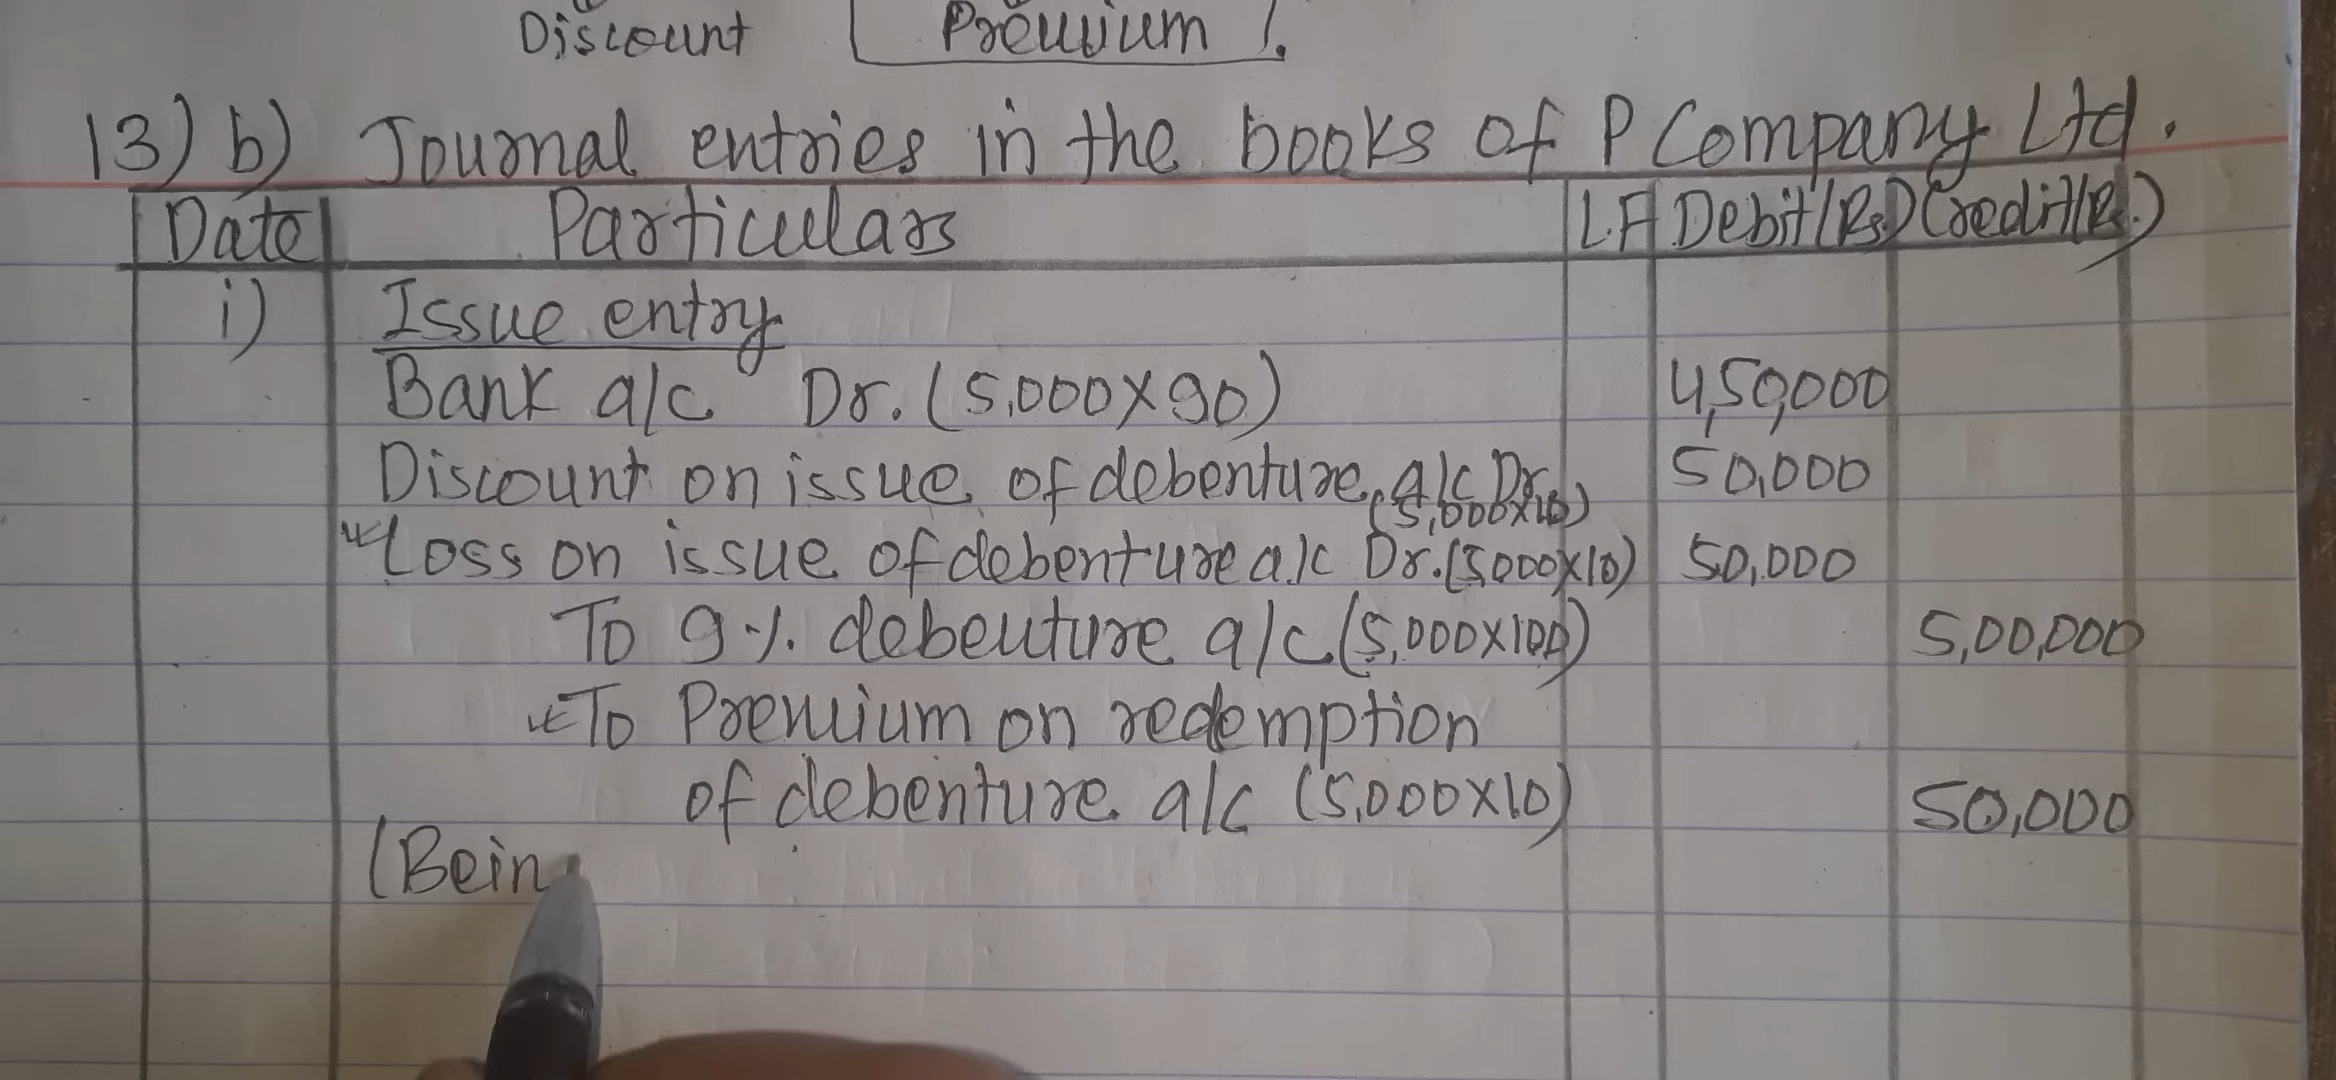 Discount Premium).
13) b) Journal entries in the books of P Company Ltd.
Date Particulars L.F Debit(Rs.) Credit(Rs.)
i) Issue entry
Bank a/c Dr. (5,000×90) 4,50,000
Discount on issue of debenture a/c Dr. 50,000
(5,000×10)
Loss on issue of debenture a/c Dr. (5000×10) 50,000
To 9% debenture a/c (5,000×100) 5,00,000
To Premium on redemption
of debenture a/c (5,000×10) 50,000
(Bein